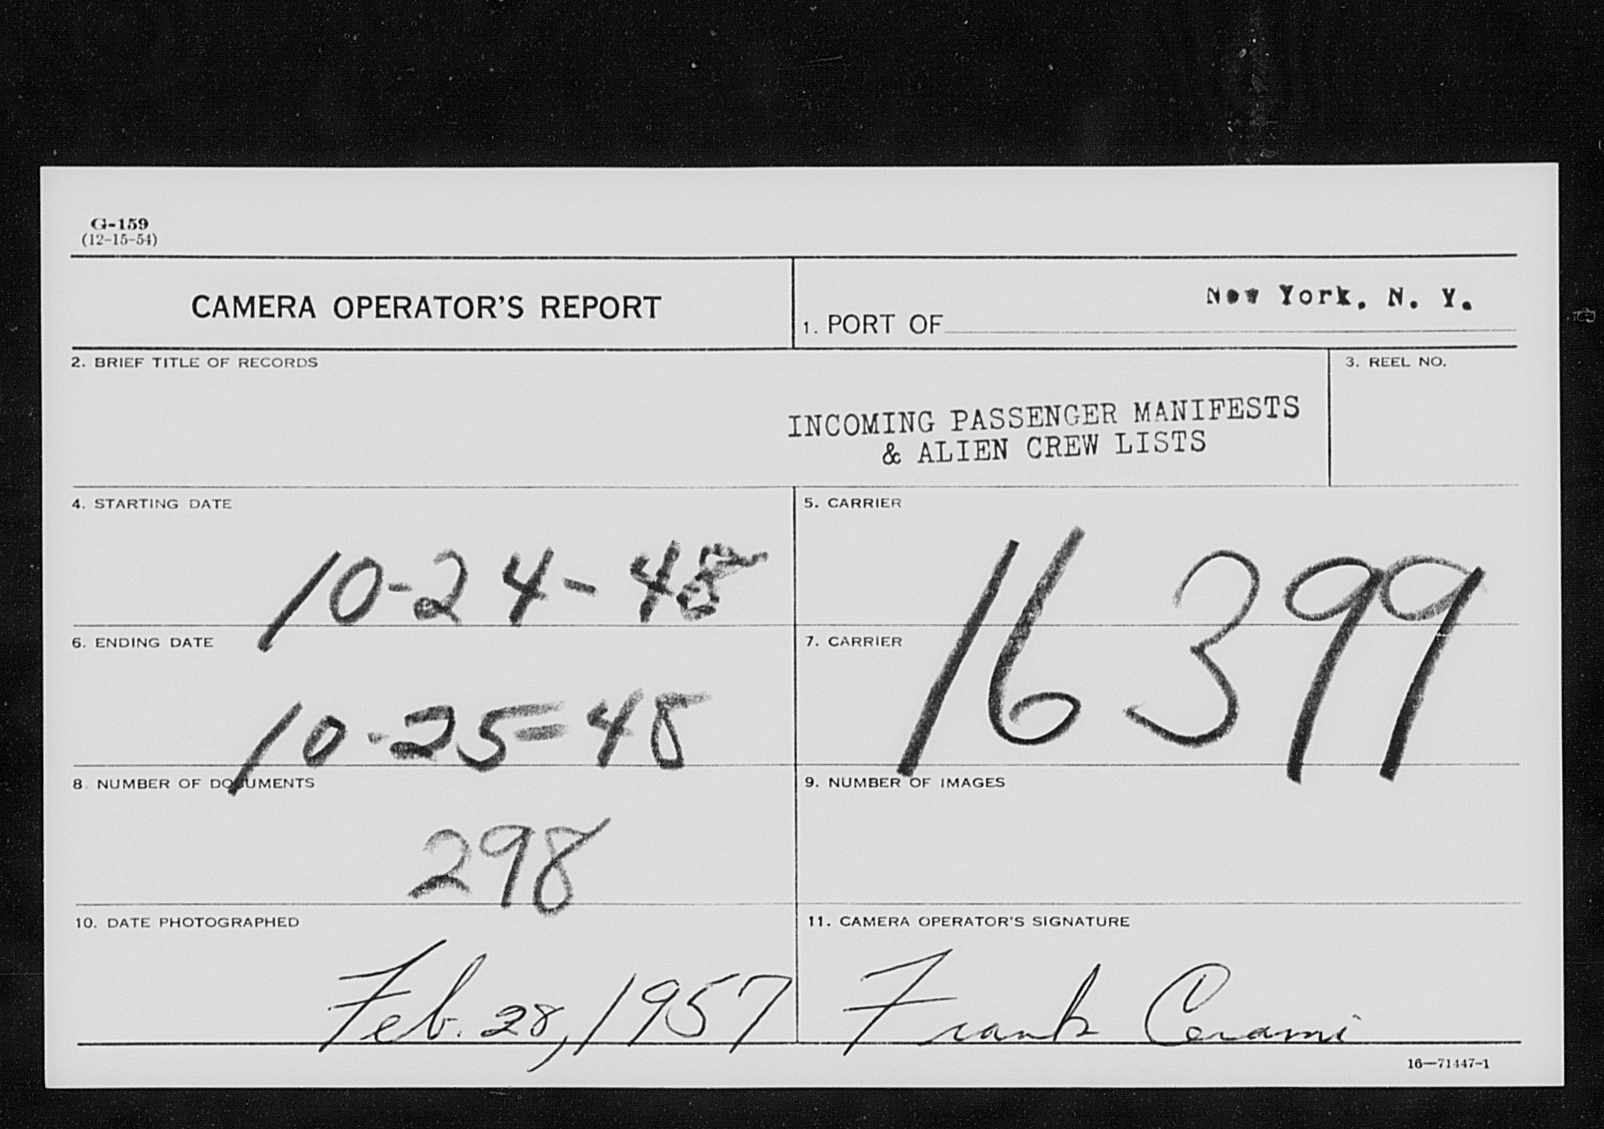 G-159
(12-15-54)
CAMERA OPERATOR'S REPORT
1. PORT OF New York, N. Y.
2. BRIEF TITLE OF RECORDS
INCOMING PASSENGER MANIFESTS
& ALIEN CREW LISTS
3. REEL NO.
4. STARTING DATE
10-24-48
5. CARRIER
16399
6. ENDING DATE
10-25-48
7. CARRIER
8. NUMBER OF DOCUMENTS
298
9. NUMBER OF IMAGES
10. DATE PHOTOGRAPHED
Feb. 28, 1957
11. CAMERA OPERATOR'S SIGNATURE
Frank Cerami
16—71447-1